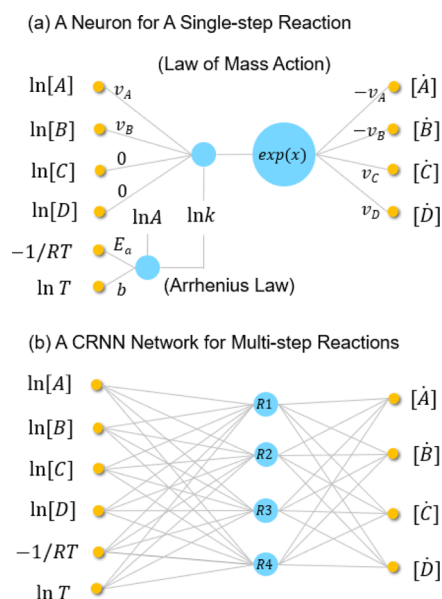 (a) A Neuron for A Single-step Reaction
(Law of Mass Action)
ln[A] v_A −v_A [Ȧ]
ln[B] v_B −v_B [Ḃ]
exp(x)
ln[C] 0 v_C [Ċ]
ln[D] 0 v_D [Ḋ]
lnA lnk
−1/RT E_a
ln T b (Arrhenius Law)
(b) A CRNN Network for Multi-step Reactions
ln[A] R1 [Ȧ]
ln[B] R2 [Ḃ]
ln[C] R3 [Ċ]
ln[D] R4 [Ḋ]
−1/RT
ln T